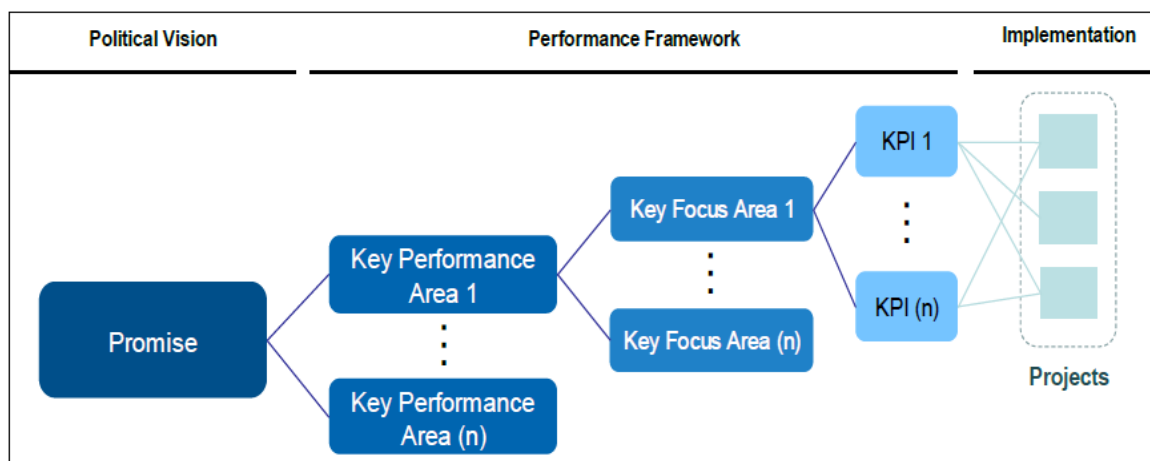 Political Vision
Performance Framework
Implementation
Promise
Key Performance
Area 1
Key Performance
Area (n)
Key Focus Area 1
Key Focus Area (n)
KPI 1
KPI (n)
Projects